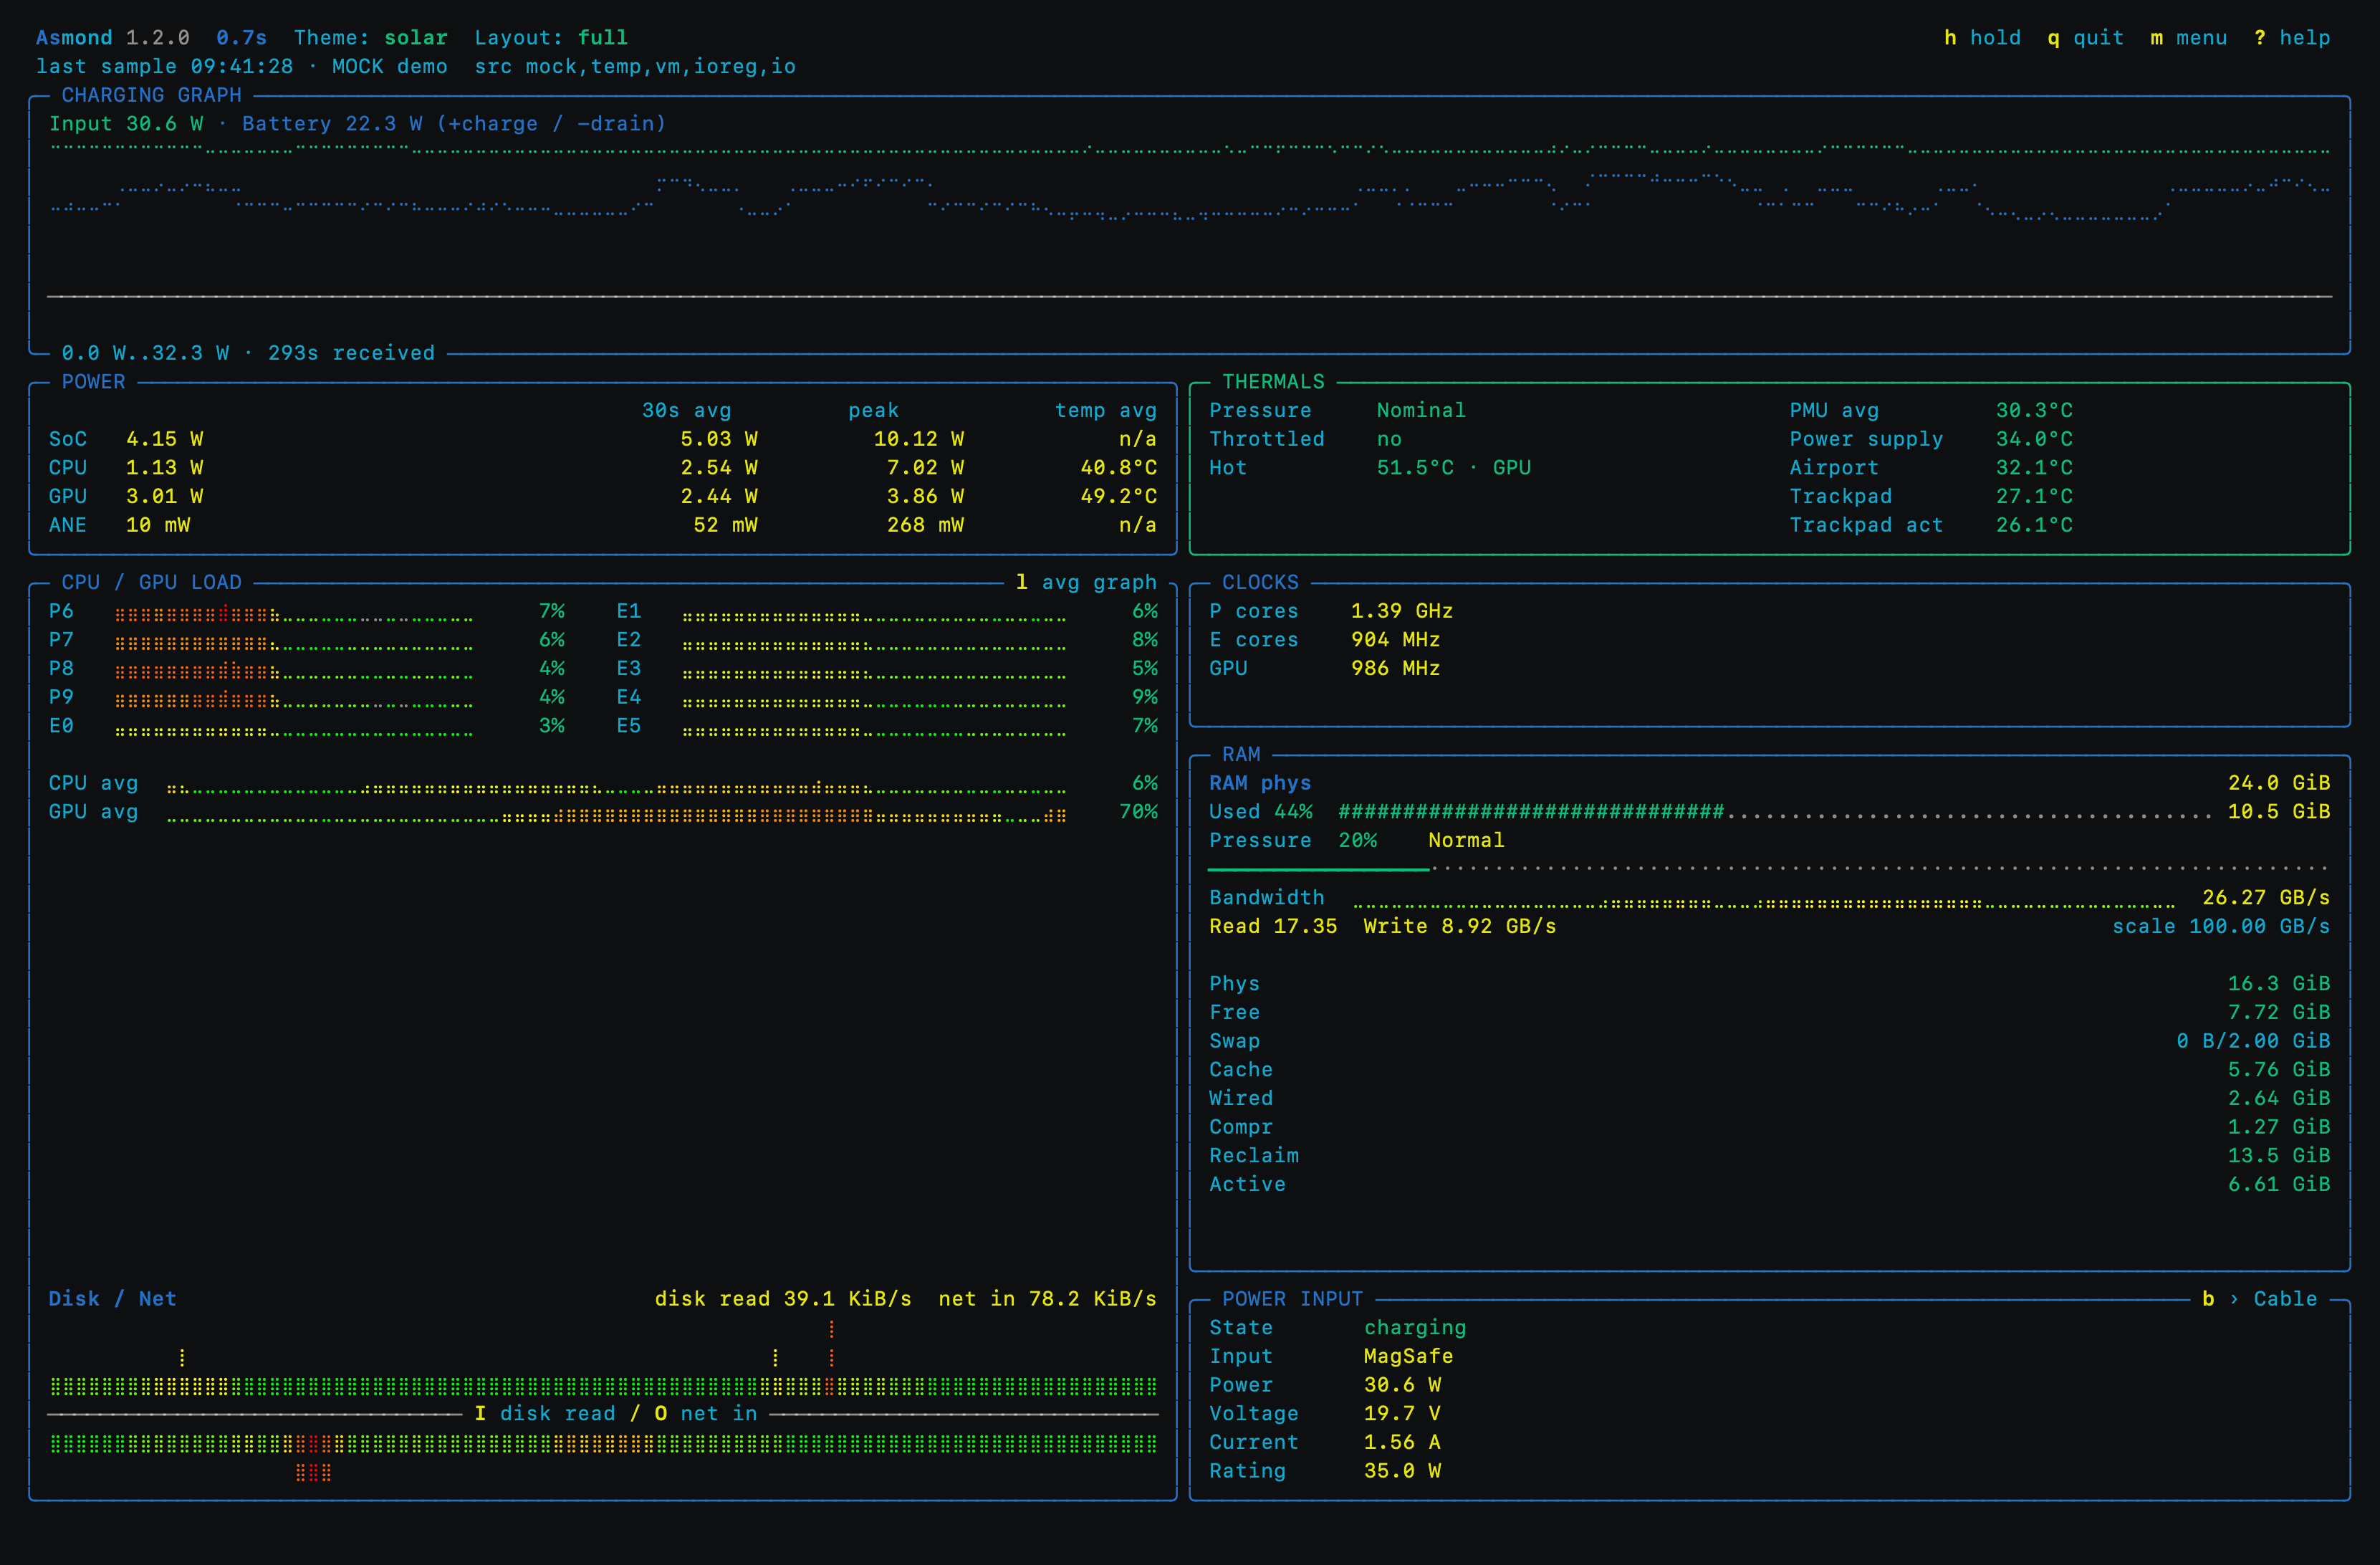 Asmond 1.2.0  0.7s  Theme: solar  Layout: full  h hold  q quit  m menu  ? help
last sample 09:41:28 · MOCK demo  src mock,temp,vm,ioreg,io
CHARGING GRAPH
Input 30.6 W · Battery 22.3 W (+charge / −drain)
0.0 W..32.3 W · 293s received
POWER
30s avg  peak  temp avg
SoC  4.15 W  5.03 W  10.12 W  n/a
CPU  1.13 W  2.54 W  7.02 W  40.8°C
GPU  3.01 W  2.44 W  3.86 W  49.2°C
ANE  10 mW  52 mW  268 mW  n/a
THERMALS
Pressure  Nominal  PMU avg  30.3°C
Throttled  no  Power supply  34.0°C
Hot  51.5°C · GPU  Airport  32.1°C
Trackpad  27.1°C
Trackpad act  26.1°C
CPU / GPU LOAD  l avg graph
P6  7%  E1  6%
P7  6%  E2  8%
P8  4%  E3  5%
P9  4%  E4  9%
E0  3%  E5  7%
CPU avg  6%
GPU avg  70%
Disk / Net  disk read 39.1 KiB/s  net in 78.2 KiB/s
I disk read / O net in
CLOCKS
P cores  1.39 GHz
E cores  904 MHz
GPU  986 MHz
RAM
RAM phys  24.0 GiB
Used 44%  ##############################  10.5 GiB
Pressure  20%  Normal
Bandwidth  26.27 GB/s
Read 17.35  Write 8.92 GB/s  scale 100.00 GB/s
Phys  16.3 GiB
Free  7.72 GiB
Swap  0 B/2.00 GiB
Cache  5.76 GiB
Wired  2.64 GiB
Compr  1.27 GiB
Reclaim  13.5 GiB
Active  6.61 GiB
POWER INPUT  b › Cable
State  charging
Input  MagSafe
Power  30.6 W
Voltage  19.7 V
Current  1.56 A
Rating  35.0 W